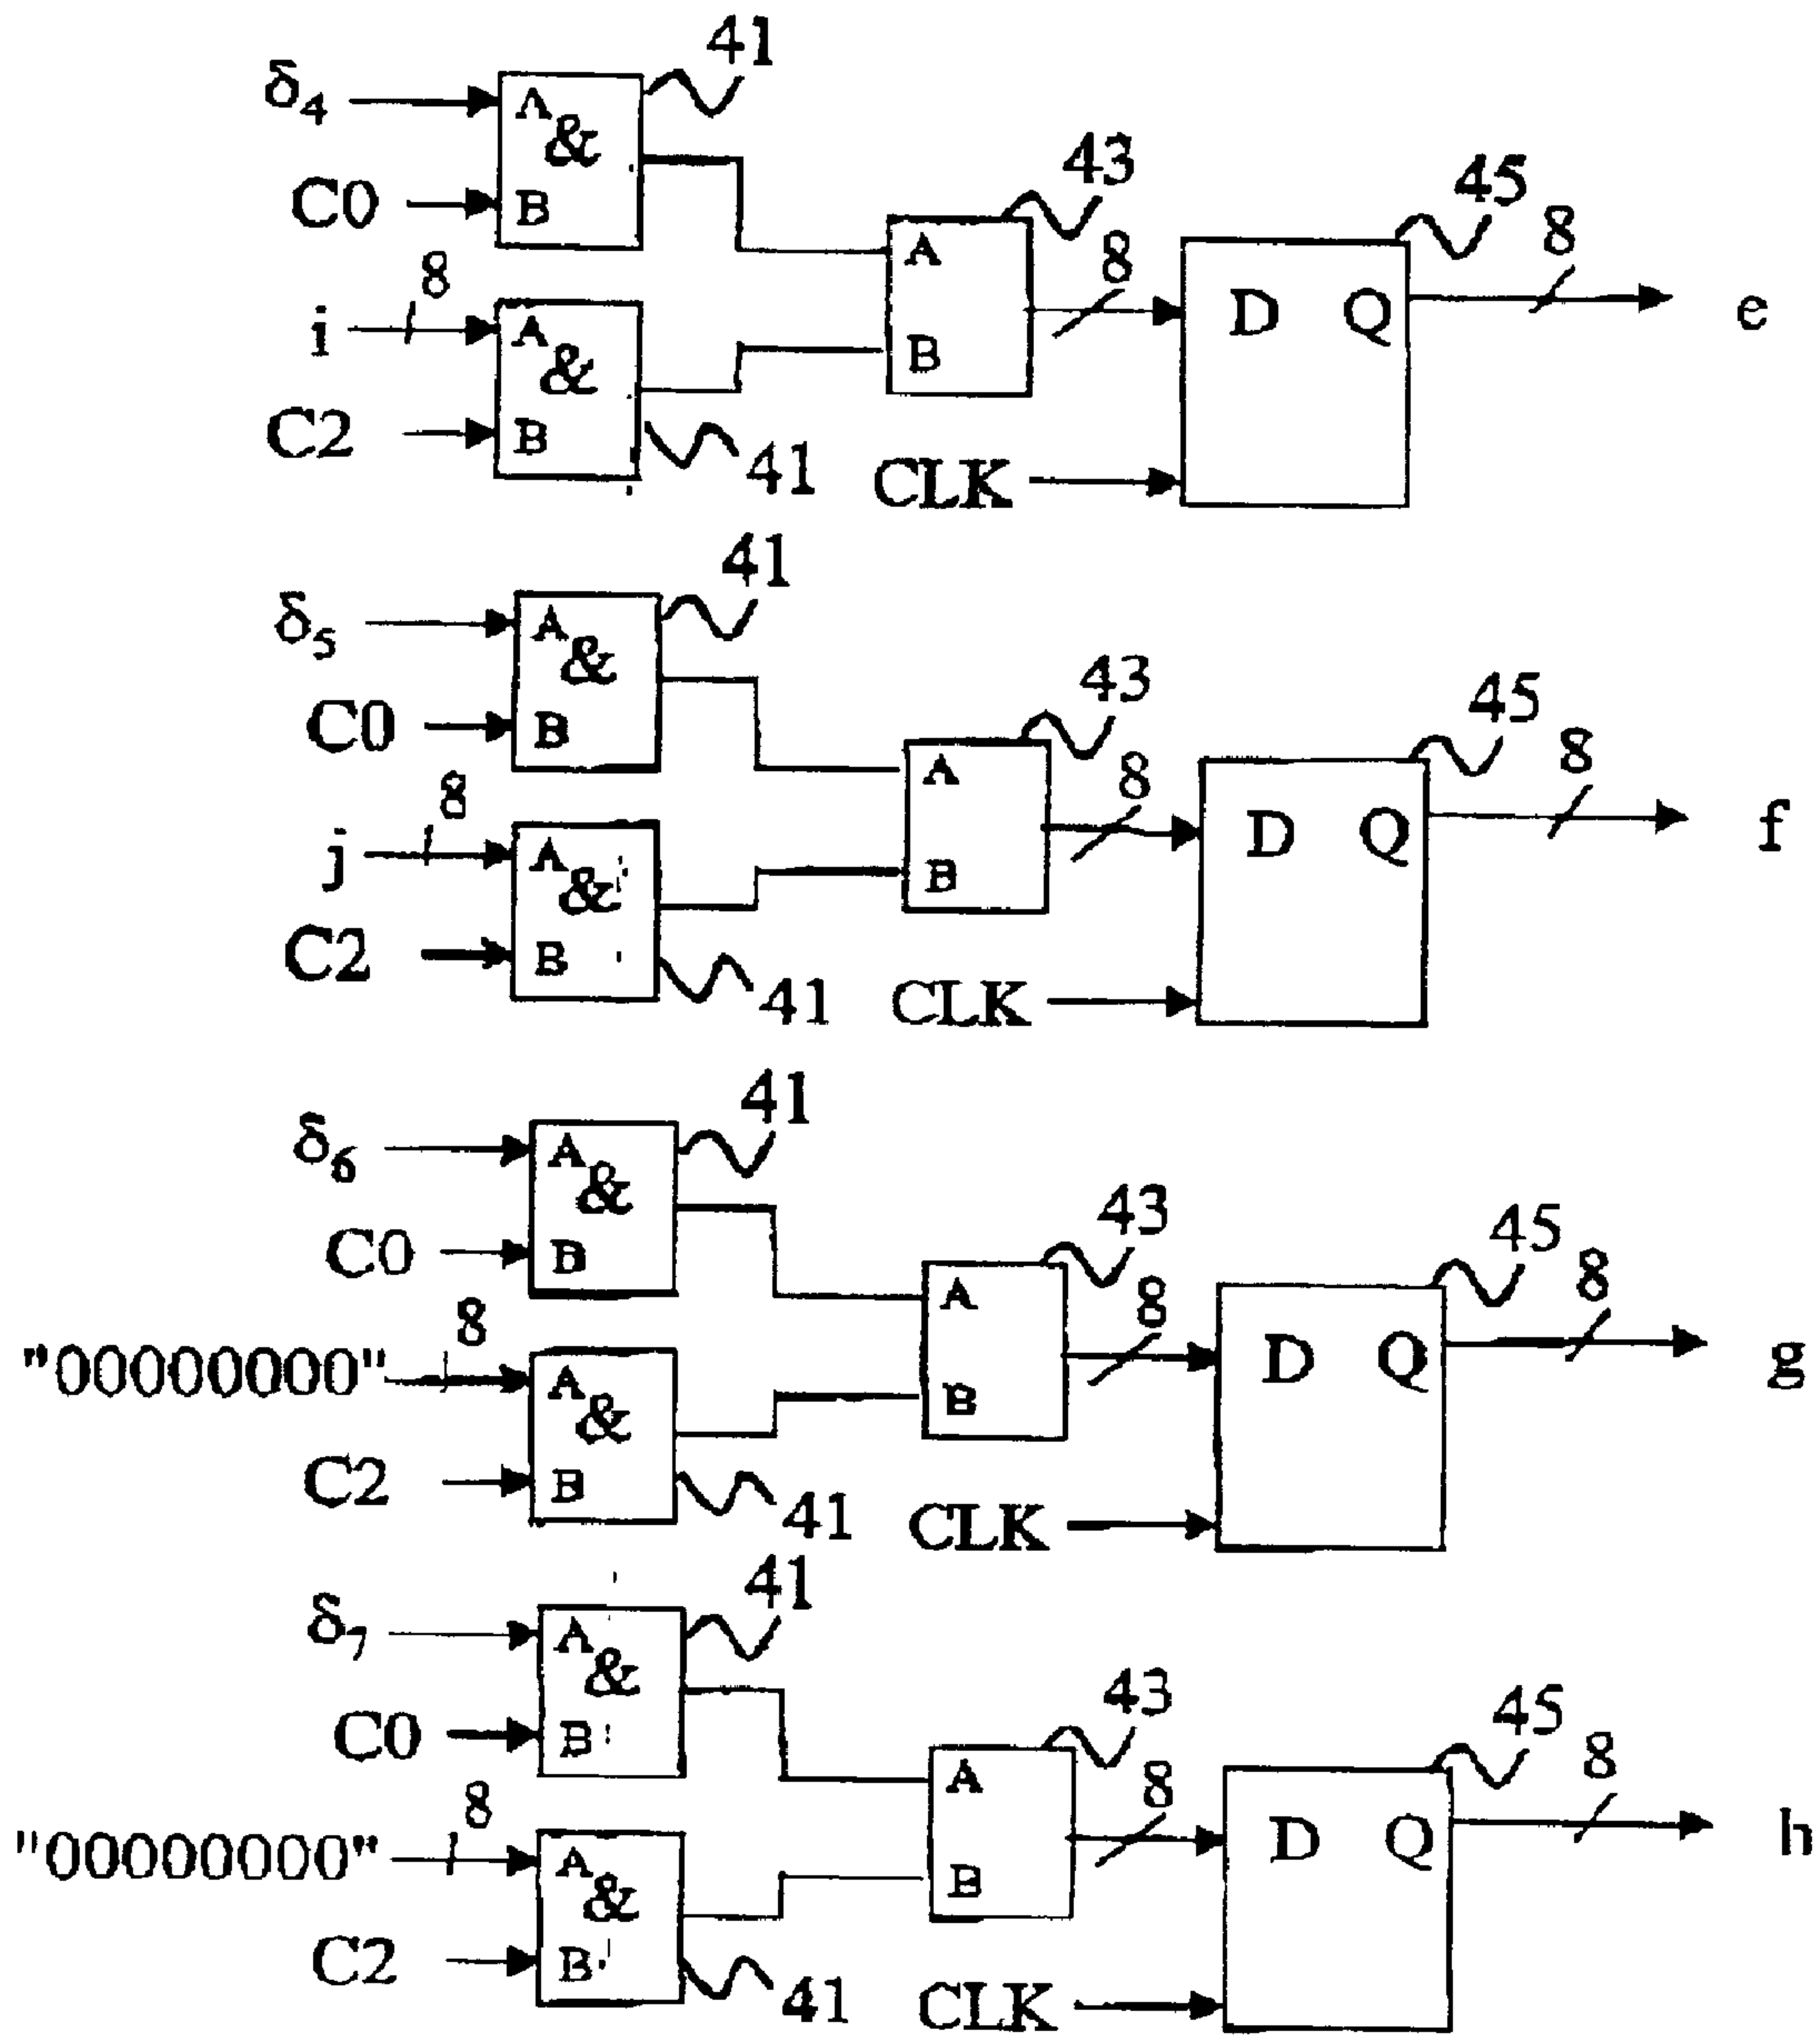 41
δ4 A & 43
C0 B 45
8 A 8 8
i A & D Q e
B
C2 B 41 CLK
41
δ5 A & 43
C0 B 45
8 A 8 8
j A & D Q f
B
C2 B 41 CLK
41
δ6 A & 43
C0 B 45
8 A 8 8
"00000000" A & D Q g
B
C2 B 41 CLK
41
δ7 A & 43
C0 B 45
8 A 8 8
"00000000" A & D Q h
B
C2 B 41 CLK